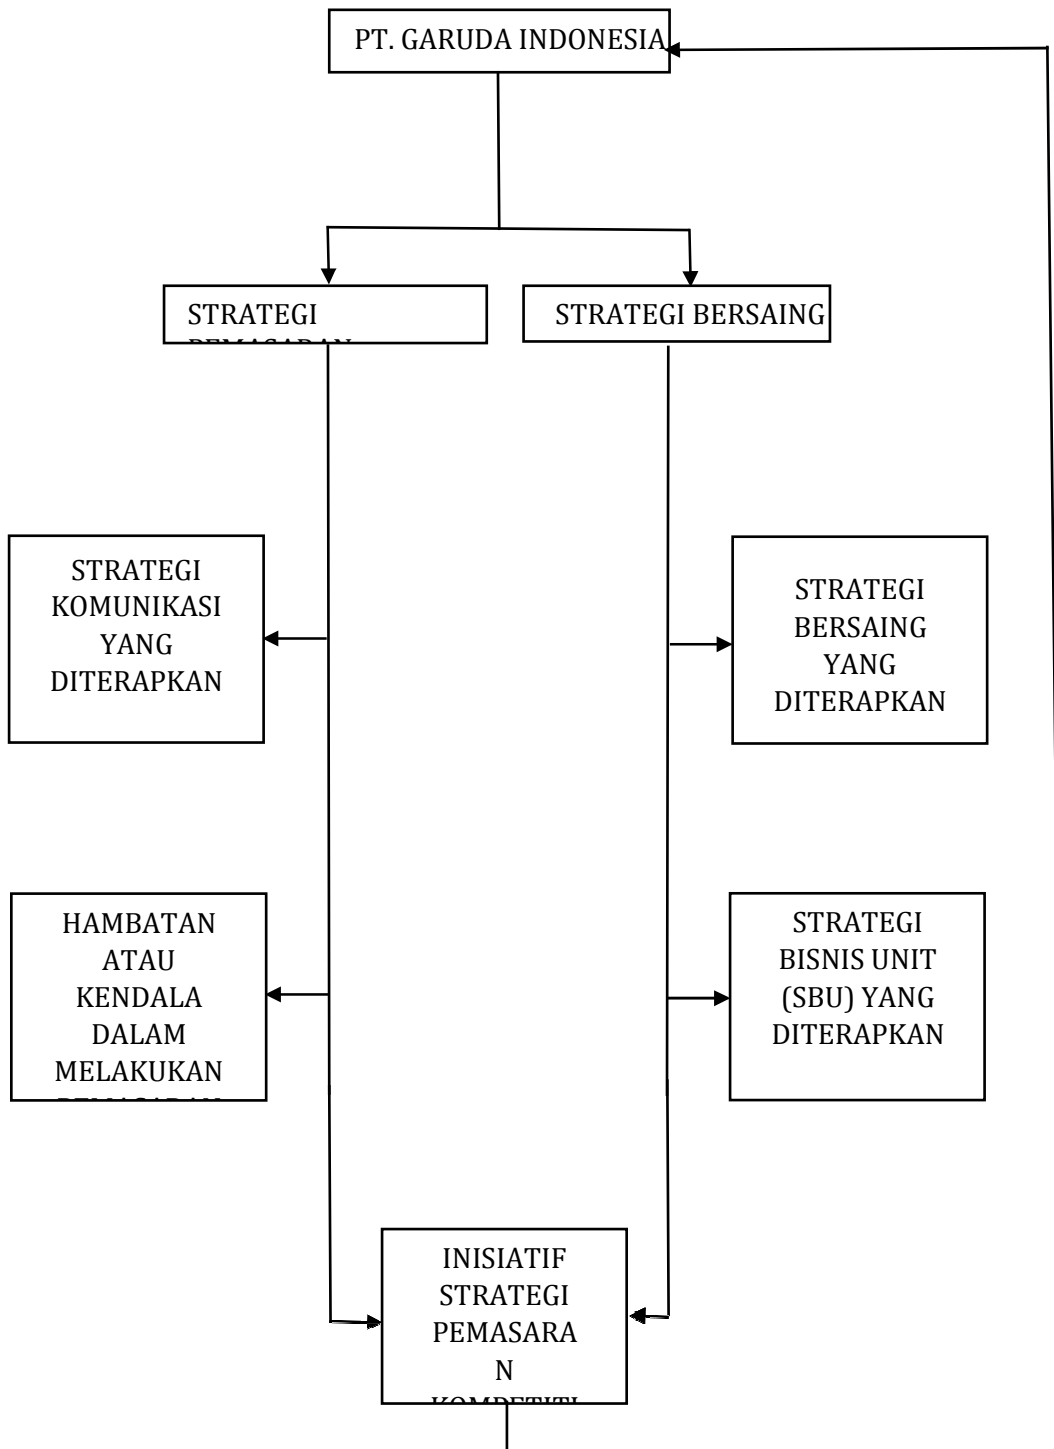 PT. GARUDA INDONESIA
STRATEGI
STRATEGI BERSAING
STRATEGI
KOMUNIKASI
YANG
DITERAPKAN
STRATEGI
BERSAING
YANG
DITERAPKAN
HAMBATAN
ATAU
KENDALA
DALAM
MELAKUKAN
STRATEGI
BISNIS UNIT
(SBU) YANG
DITERAPKAN
INISIATIF
STRATEGI
PEMASARA
N